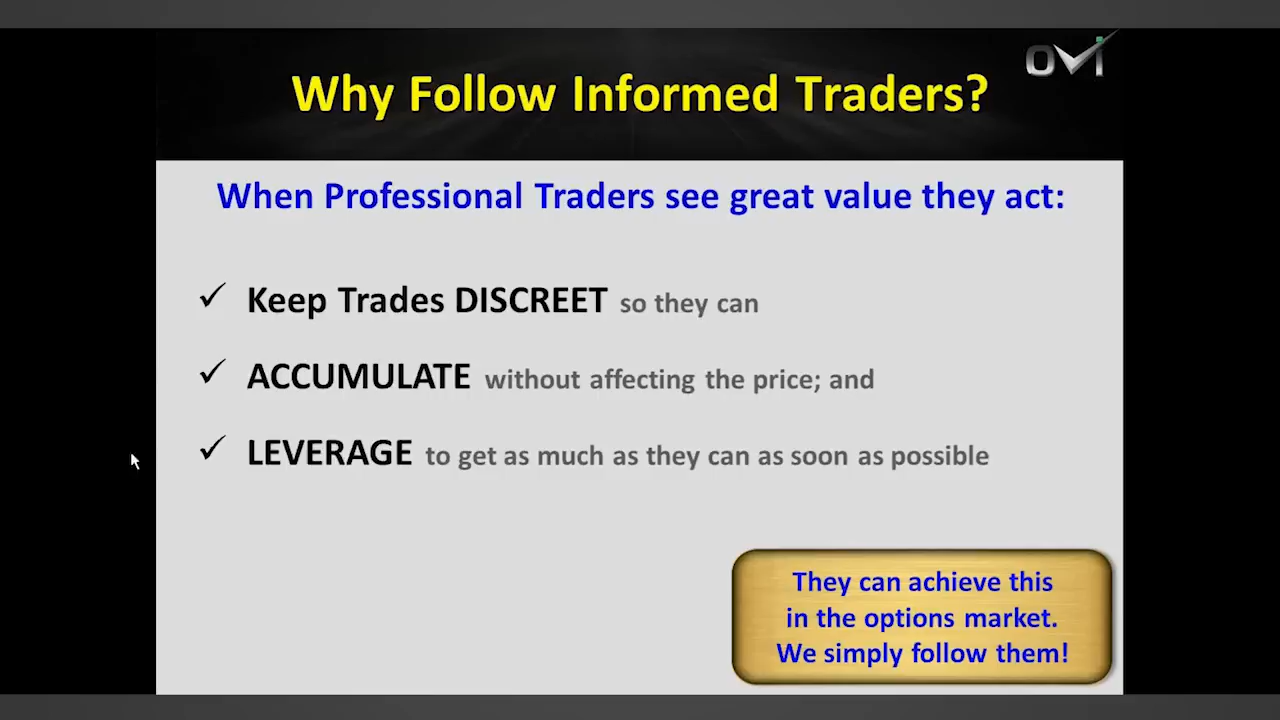 OVi
Why Follow Informed Traders?
When Professional Traders see great value they act:
Keep Trades DISCREET so they can
ACCUMULATE without affecting the price; and
LEVERAGE to get as much as they can as soon as possible
They can achieve this
in the options market.
We simply follow them!